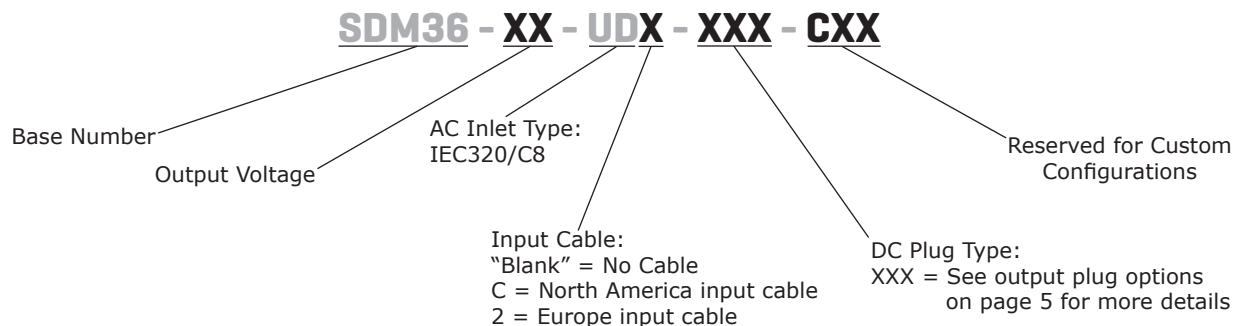 SDM36 - XX - UDX - XXX - CXX
Base Number
Output Voltage
AC Inlet Type:
IEC320/C8
Input Cable:
“Blank” = No Cable
C = North America input cable
2 = Europe input cable
DC Plug Type:
XXX = See output plug options
on page 5 for more details
Reserved for Custom
Configurations